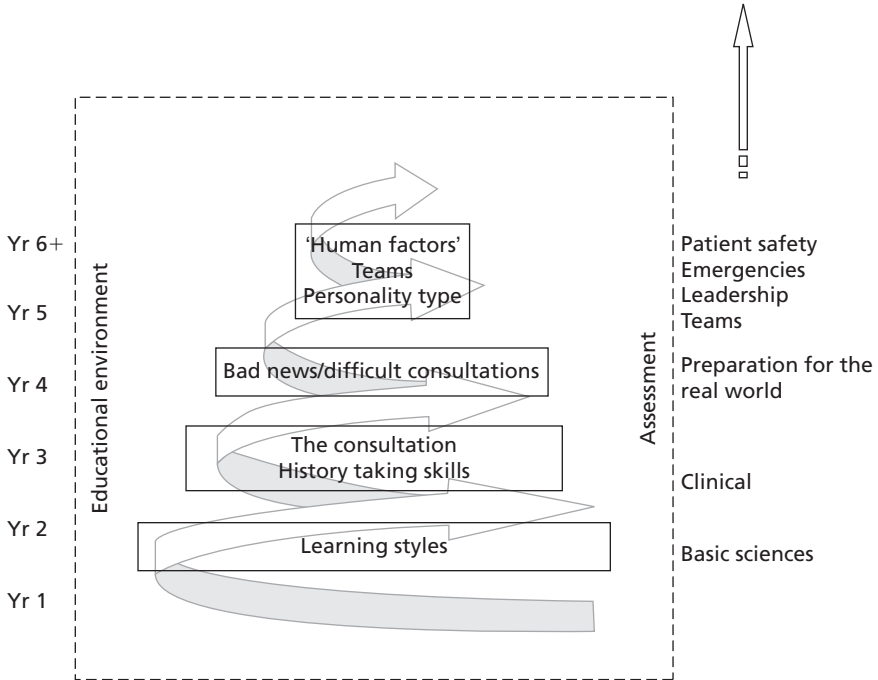 Yr 6+
Yr 5
Yr 4
Yr 3
Yr 2
Yr 1
Educational environment
'Human factors'
Teams
Personality type
Bad news/difficult consultations
The consultation
History taking skills
Learning styles
Assessment
Patient safety
Emergencies
Leadership
Teams
Preparation for the
real world
Clinical
Basic sciences